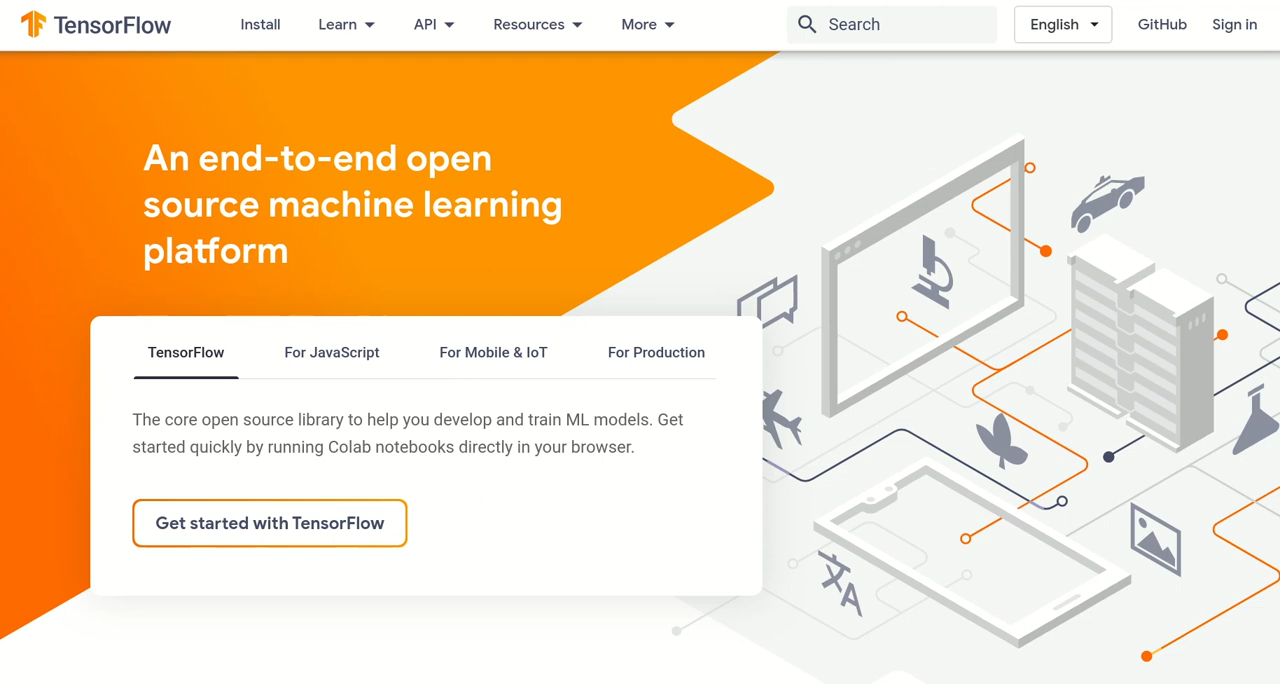 TensorFlow
Install
Learn
API
Resources
More
Search
English
GitHub
Sign in
An end-to-end open
source machine learning
platform
TensorFlow
For JavaScript
For Mobile & IoT
For Production
The core open source library to help you develop and train ML models. Get
started quickly by running Colab notebooks directly in your browser.
Get started with TensorFlow
文A